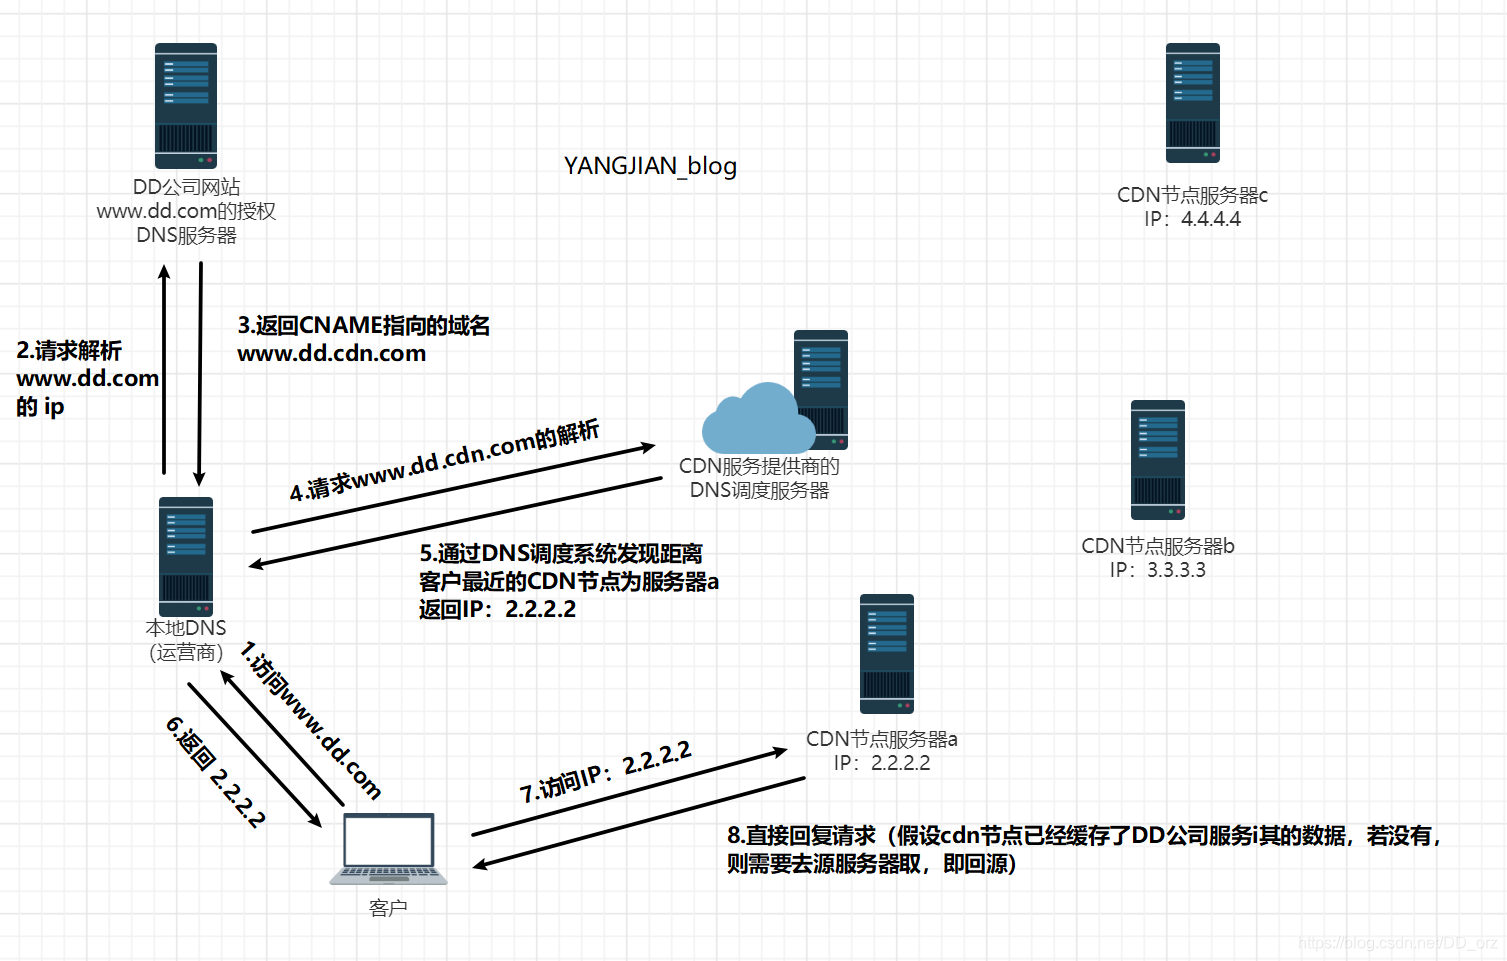 DD公司网站
www.dd.com的授权
DNS服务器
YANGJIAN_blog
CDN节点服务器c
IP：4.4.4.4
2.请求解析
www.dd.com
的 ip
3.返回CNAME指向的域名
www.dd.cdn.com
4.请求www.dd.cdn.com的解析
CDN服务提供商的
DNS调度服务器
5.通过DNS调度系统发现距离
客户最近的CDN节点为服务器a
返回IP：2.2.2.2
CDN节点服务器b
IP：3.3.3.3
本地DNS
（运营商）
1.访问www.dd.com
6.返回 2.2.2.2
CDN节点服务器a
IP：2.2.2.2
7.访问IP：2.2.2.2
8.直接回复请求（假设cdn节点已经缓存了DD公司服务i其的数据，若没有，
则需要去源服务器取，即回源）
客户
https://blog.csdn.net/DD_orz